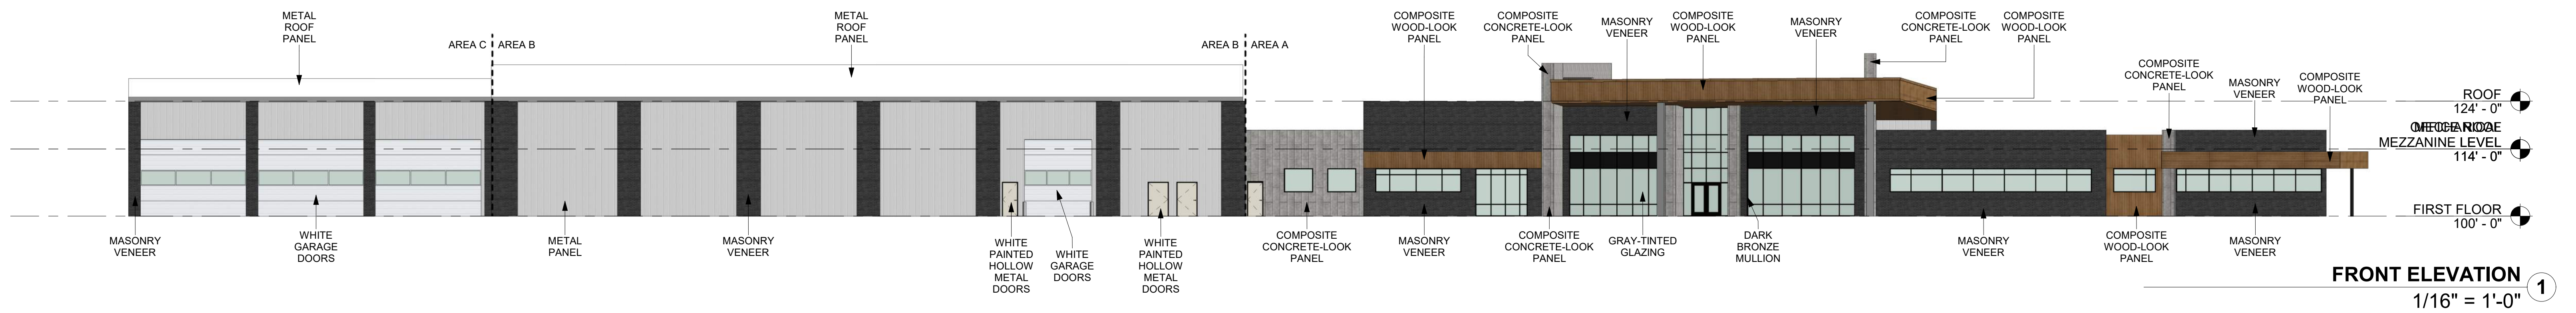 METAL
ROOF
PANEL
AREA C
AREA B
METAL
ROOF
PANEL
AREA B
AREA A
COMPOSITE
WOOD-LOOK
PANEL
COMPOSITE
CONCRETE-LOOK
PANEL
MASONRY
VENEER
COMPOSITE
WOOD-LOOK
PANEL
MASONRY
VENEER
COMPOSITE
CONCRETE-LOOK
PANEL
COMPOSITE
WOOD-LOOK
PANEL
COMPOSITE
CONCRETE-LOOK
PANEL
MASONRY
VENEER
COMPOSITE
WOOD-LOOK
PANEL
ROOF
124' - 0"
ROOF
MEZZANINE LEVEL
114' - 0"
FIRST FLOOR
100' - 0"
MASONRY
VENEER
WHITE
GARAGE
DOORS
METAL
PANEL
MASONRY
VENEER
WHITE
PAINTED
HOLLOW
METAL
DOORS
WHITE
GARAGE
DOORS
WHITE
PAINTED
HOLLOW
METAL
DOORS
COMPOSITE
CONCRETE-LOOK
PANEL
MASONRY
VENEER
COMPOSITE
CONCRETE-LOOK
PANEL
GRAY-TINTED
GLAZING
DARK
BRONZE
MULLION
MASONRY
VENEER
COMPOSITE
WOOD-LOOK
PANEL
MASONRY
VENEER
FRONT ELEVATION
1
1/16" = 1'-0"